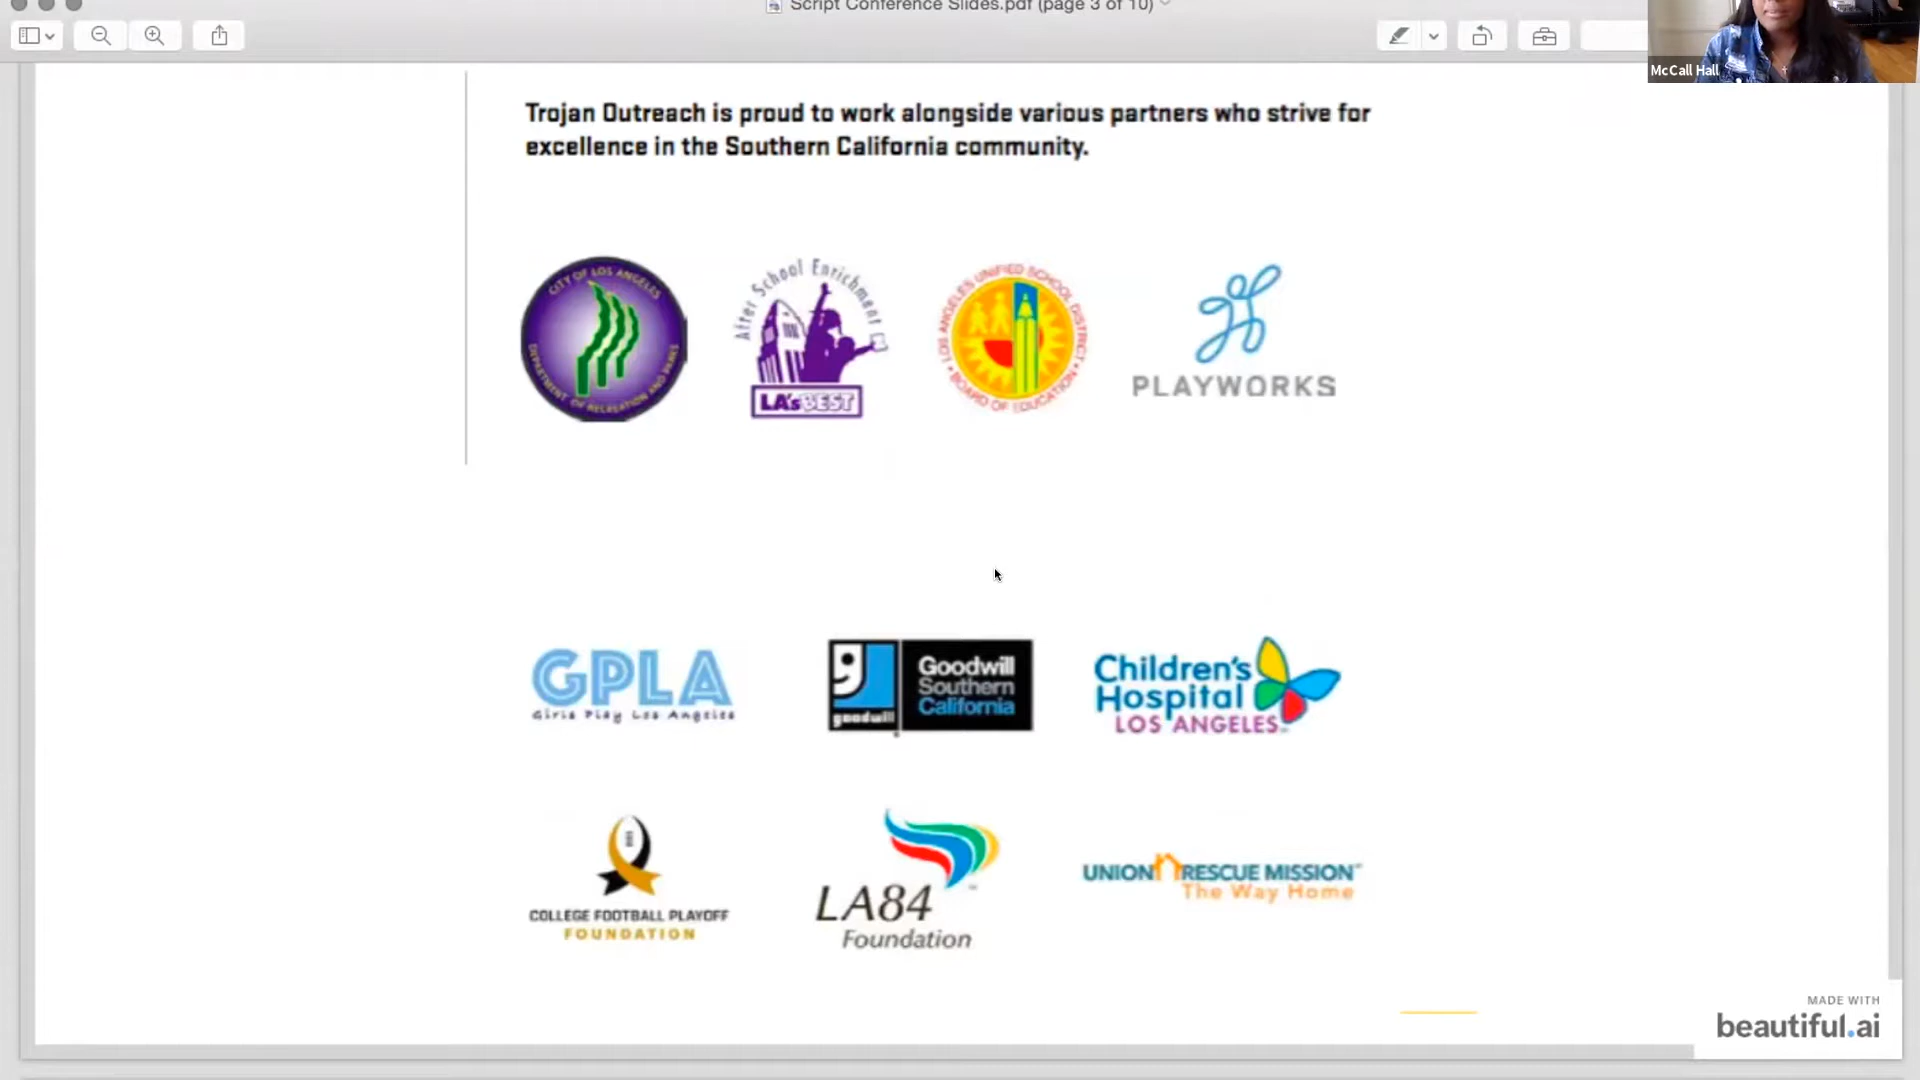 Script Conference Slides.pdf (page 3 of 10)
McCall Hall
Trojan Outreach is proud to work alongside various partners who strive for
excellence in the Southern California community.
CITY OF LOS ANGELES
DEPARTMENT OF RECREATION AND PARKS
After School Enrichment
LA's BEST
LOS ANGELES UNIFIED SCHOOL DISTRICT
BOARD OF EDUCATION
PLAYWORKS
GPLA
Girls Play Los Angeles
goodwill
Goodwill
Southern
California
Children's
Hospital
LOS ANGELES
COLLEGE FOOTBALL PLAYOFF
FOUNDATION
LA84
Foundation
UNION RESCUE MISSION
The Way Home
MADE WITH
beautiful.ai